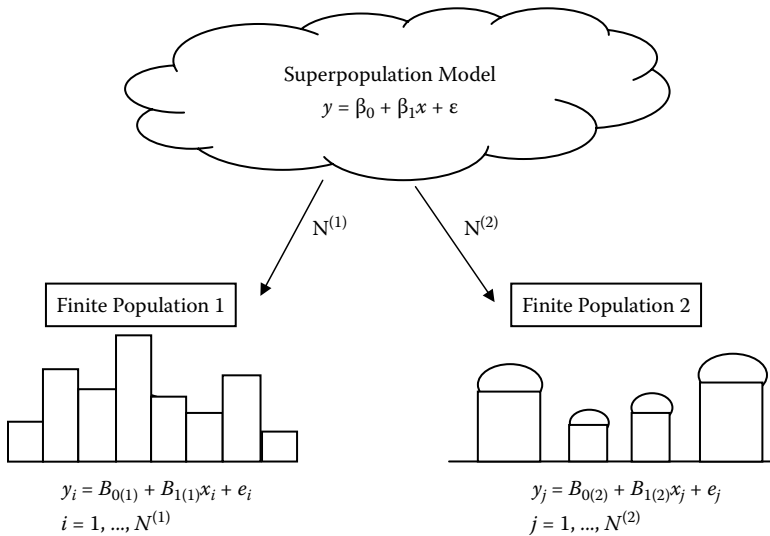 Superpopulation Model
y = β₀ + β₁x + ε
N⁽¹⁾
N⁽²⁾
Finite Population 1
Finite Population 2
yᵢ = B₀₍₁₎ + B₁₍₁₎xᵢ + eᵢ
i = 1, ..., N⁽¹⁾
yⱼ = B₀₍₂₎ + B₁₍₂₎xⱼ + eⱼ
j = 1, ..., N⁽²⁾